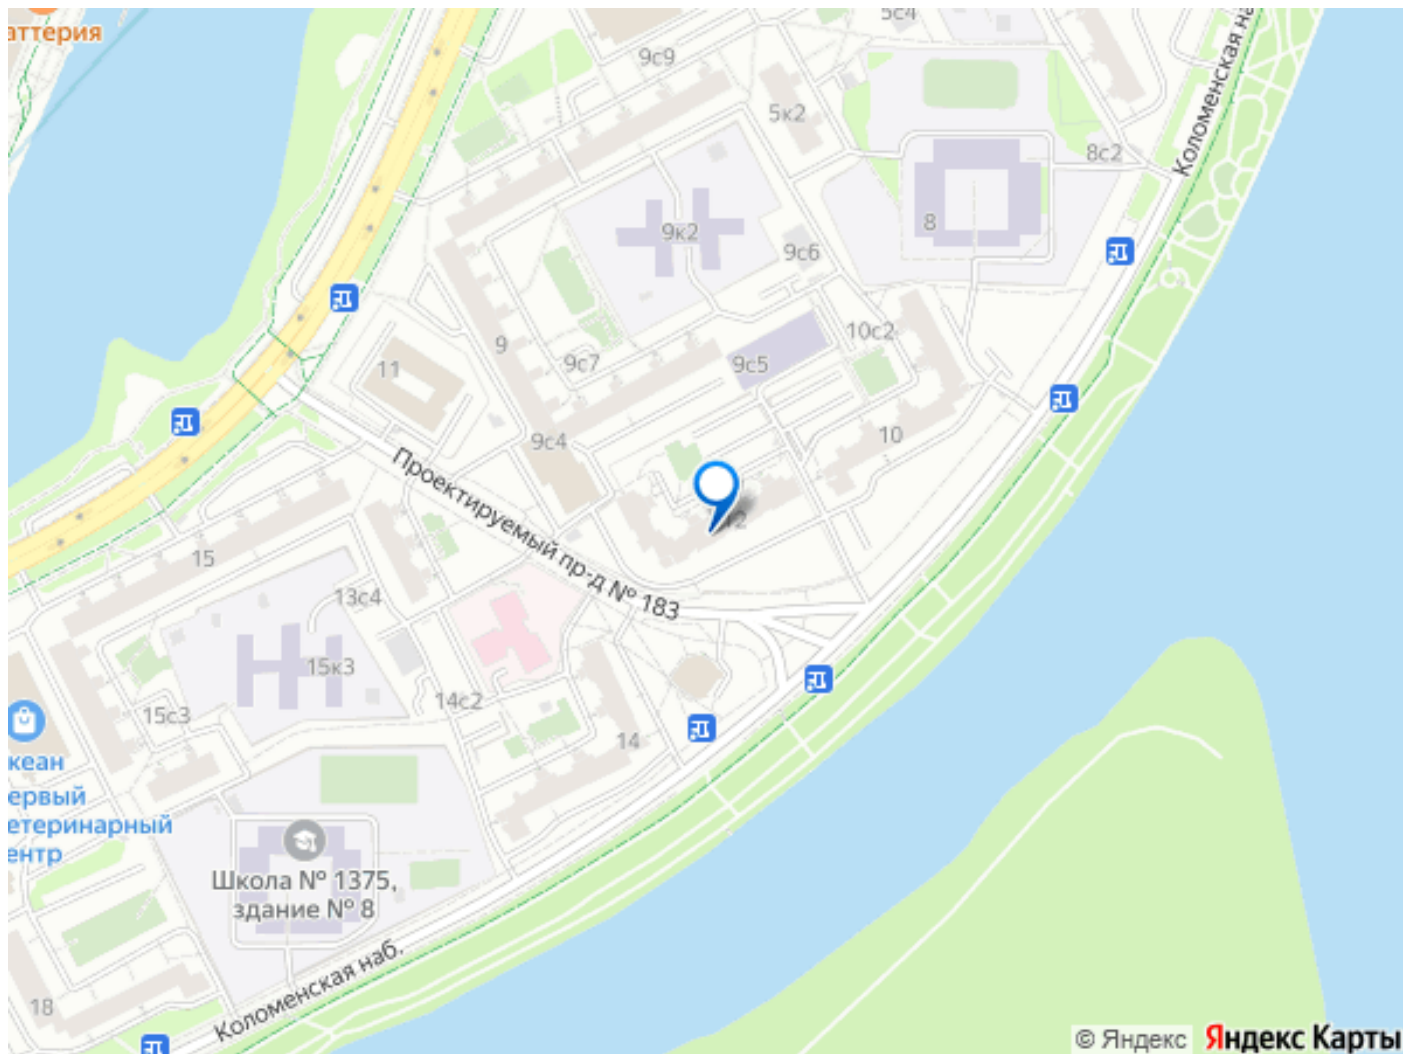 аттерия
5с4
Коломенская на
9с9
5к2
8с2
9к2
8
9с6
10с2
9
9с7
9с5
11
10
9с4
Проектируемый пр-д № 183
15
13с4
15к3
14с2
15с3
14
кеан
ервый
етеринарный
ентр
Школа № 1375,
здание № 8
Коломенская наб.
18
© Яндекс
Яндекс Карты